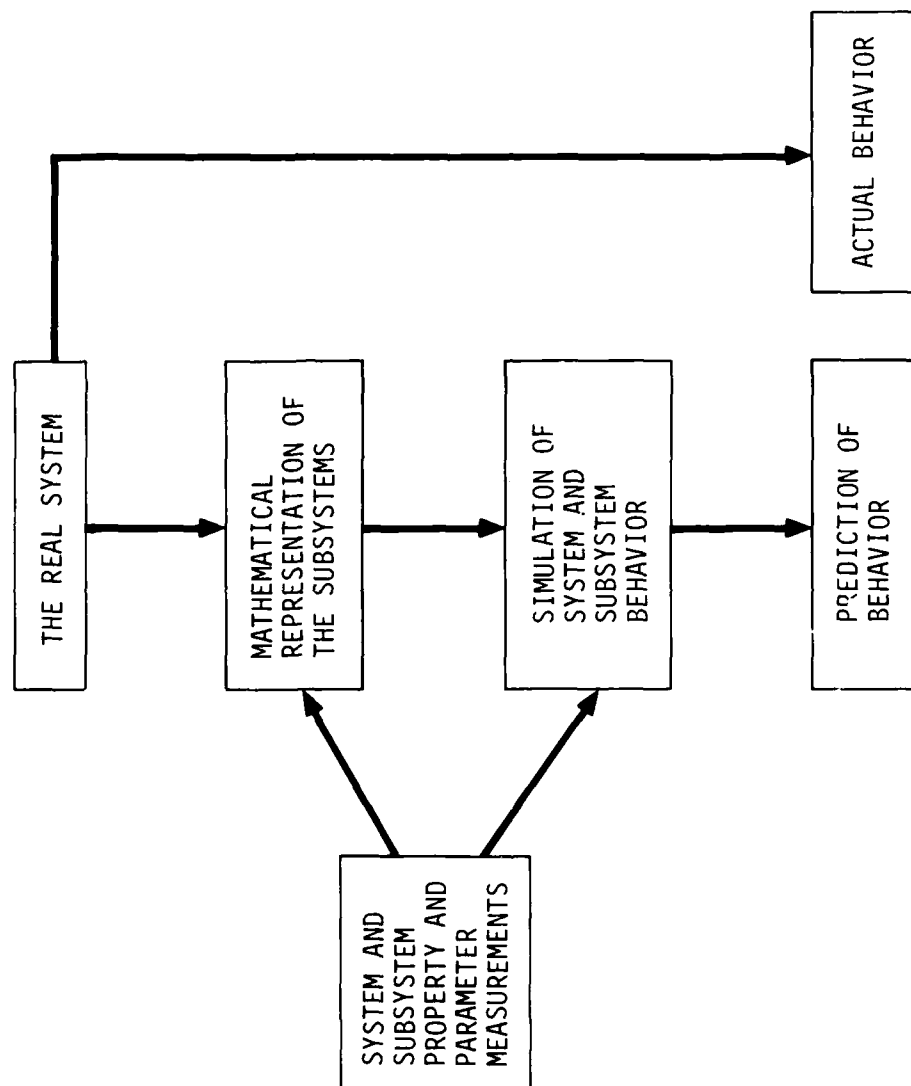 THE REAL SYSTEM
MATHEMATICAL
REPRESENTATION OF
THE SUBSYSTEMS
SIMULATION OF
SYSTEM AND
SUBSYSTEM
BEHAVIOR
PREDICTION OF
BEHAVIOR
ACTUAL BEHAVIOR
SYSTEM AND
SUBSYSTEM
PROPERTY AND
PARAMETER
MEASUREMENTS